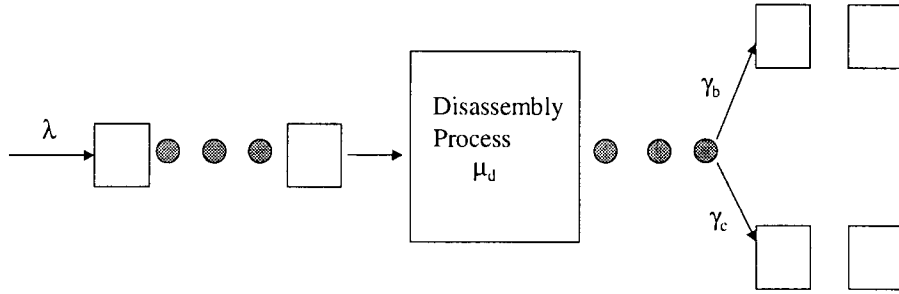 λ
Disassembly
Process
μd
γb
γc